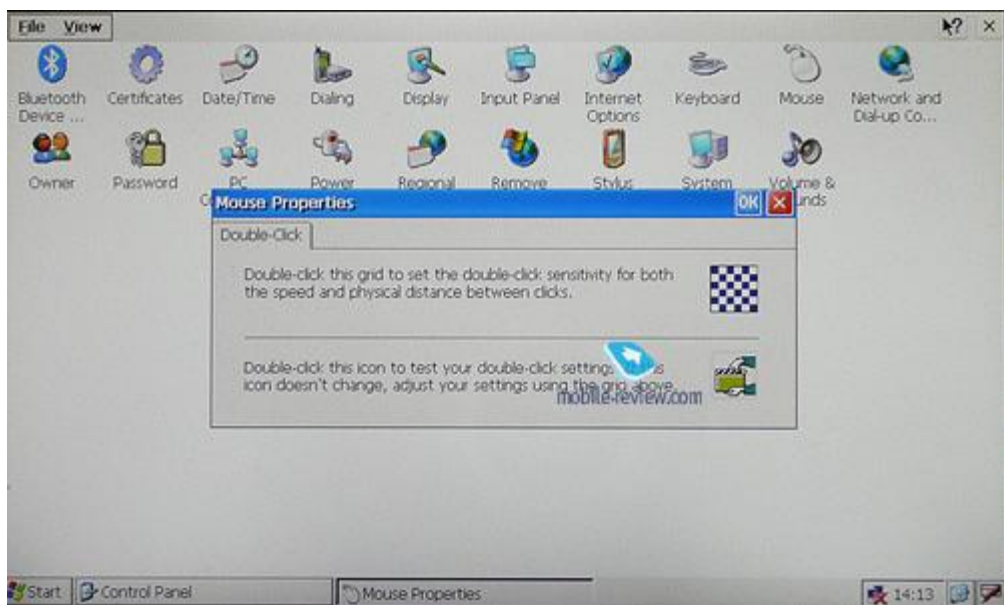 File View
?
Bluetooth Device ...
Certificates
Date/Time
Dialing
Display
Input Panel
Internet Options
Keyboard
Mouse
Network and Dial-up Co...
Owner
Password
PC
Power
Regional
Remove
Stylus
System
Volume &
unds
Mouse Properties
OK
Double-Click
Double-click this grid to set the double-click sensitivity for both
the speed and physical distance between clicks.
Double-click this icon to test your double-click
icon doesn't change, adjust your settings using the grid above.
mobile-review.com
Start
Control Panel
Mouse Properties
14:13